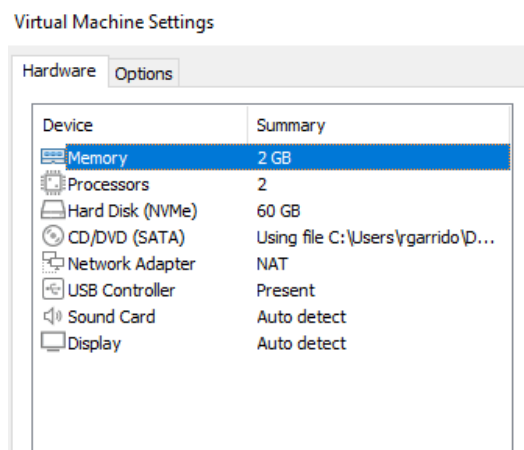 Virtual Machine Settings
Hardware Options
Device Summary
Memory 2 GB
Processors 2
Hard Disk (NVMe) 60 GB
CD/DVD (SATA) Using file C:\Users\rgarrido\D...
Network Adapter NAT
USB Controller Present
Sound Card Auto detect
Display Auto detect